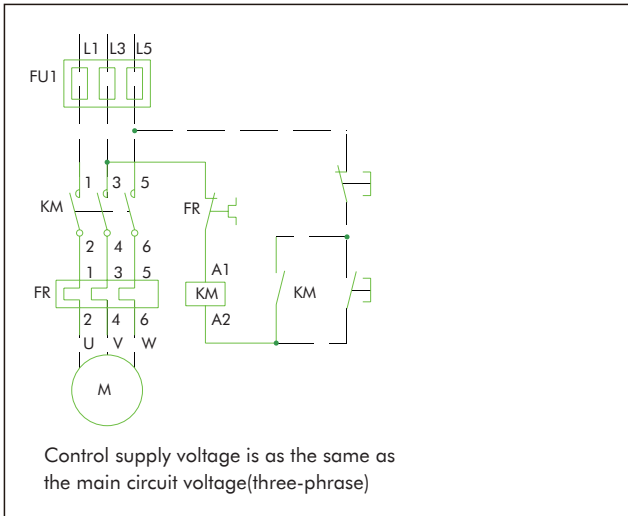 L1 L3 L5
FU1
1 3 5
KM
FR
2 4 6
1 3 5
A1
FR
KM
KM
2 4 6
A2
U V W
M
Control supply voltage is as the same as
the main circuit voltage(three-phrase)